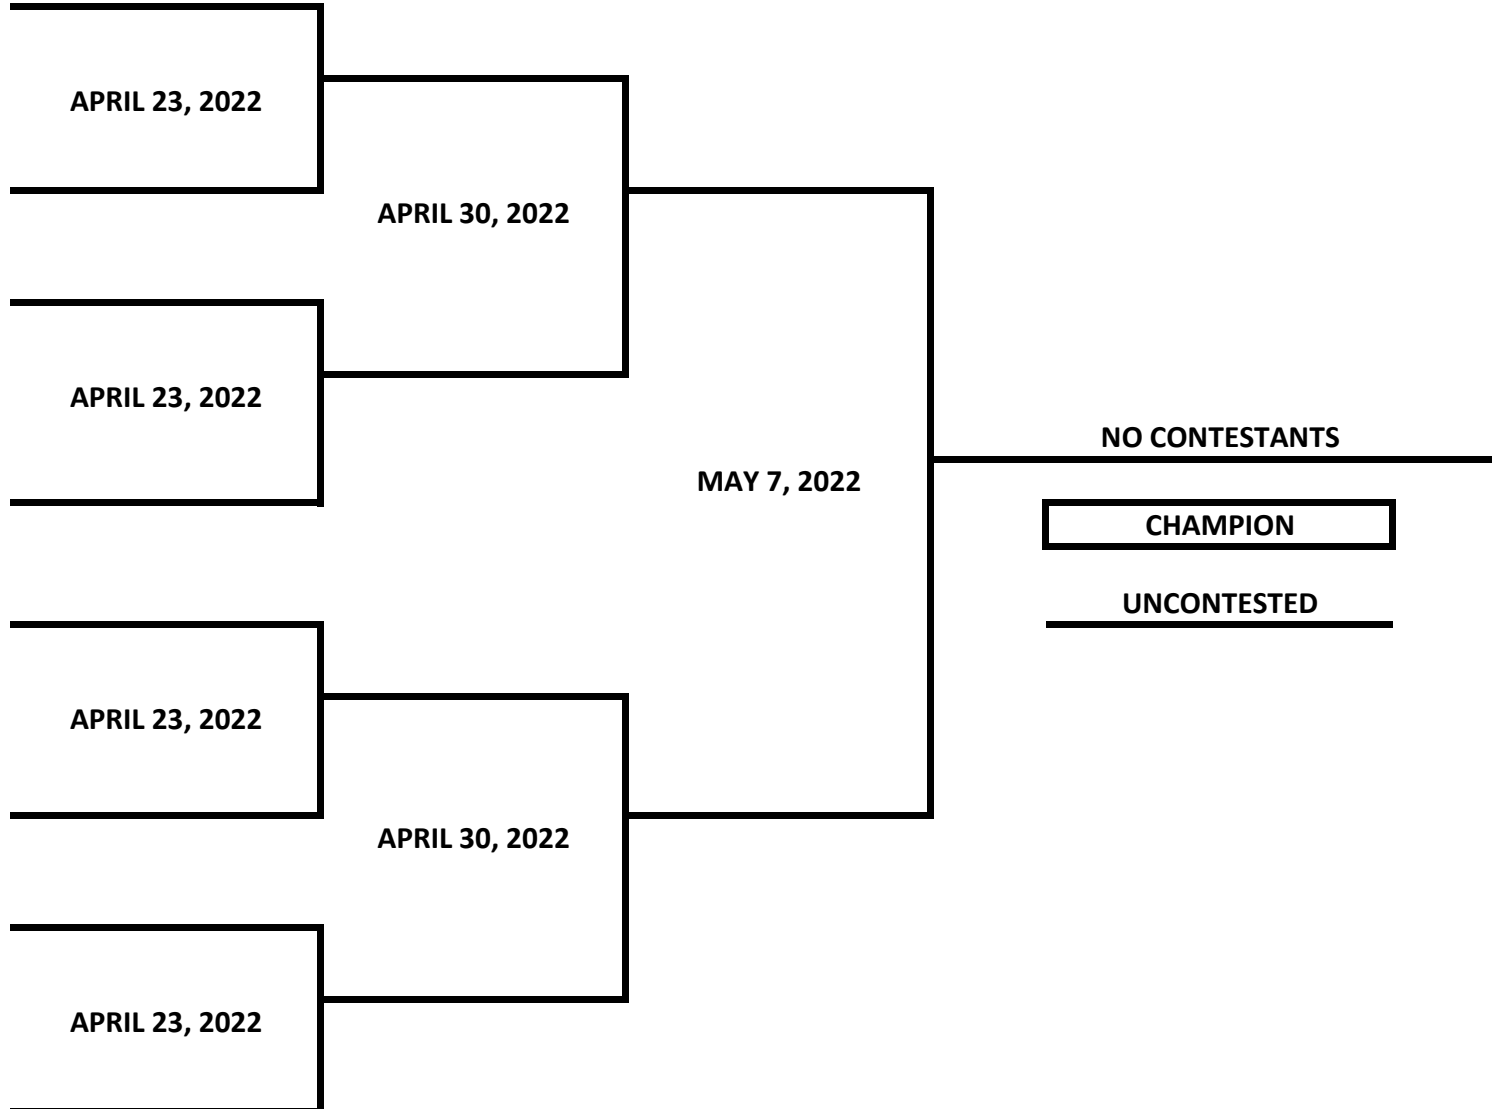 APRIL 23, 2022
APRIL 30, 2022
APRIL 23, 2022
NO CONTESTANTS
MAY 7, 2022
CHAMPION
UNCONTESTED
APRIL 23, 2022
APRIL 30, 2022
APRIL 23, 2022